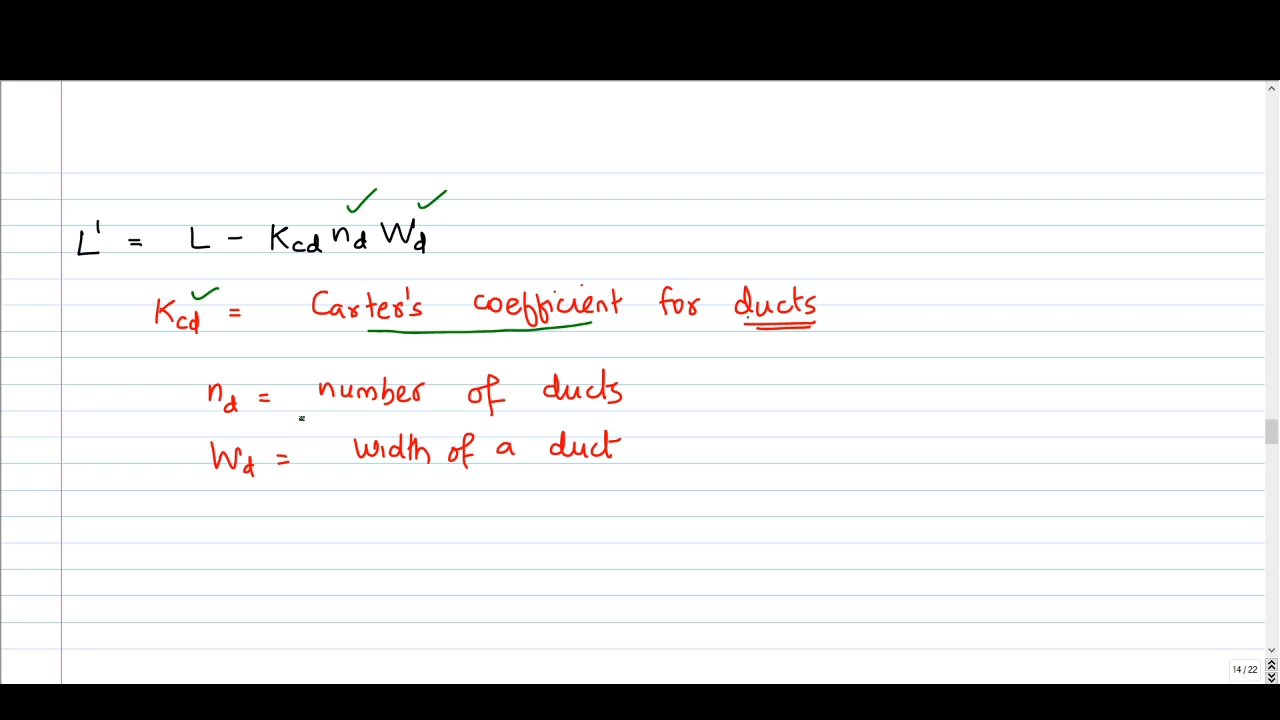 L' = L - Kcd nd Wd
Kcd = Carter's coefficient for ducts
nd = number of ducts
Wd = width of a duct
14 / 22